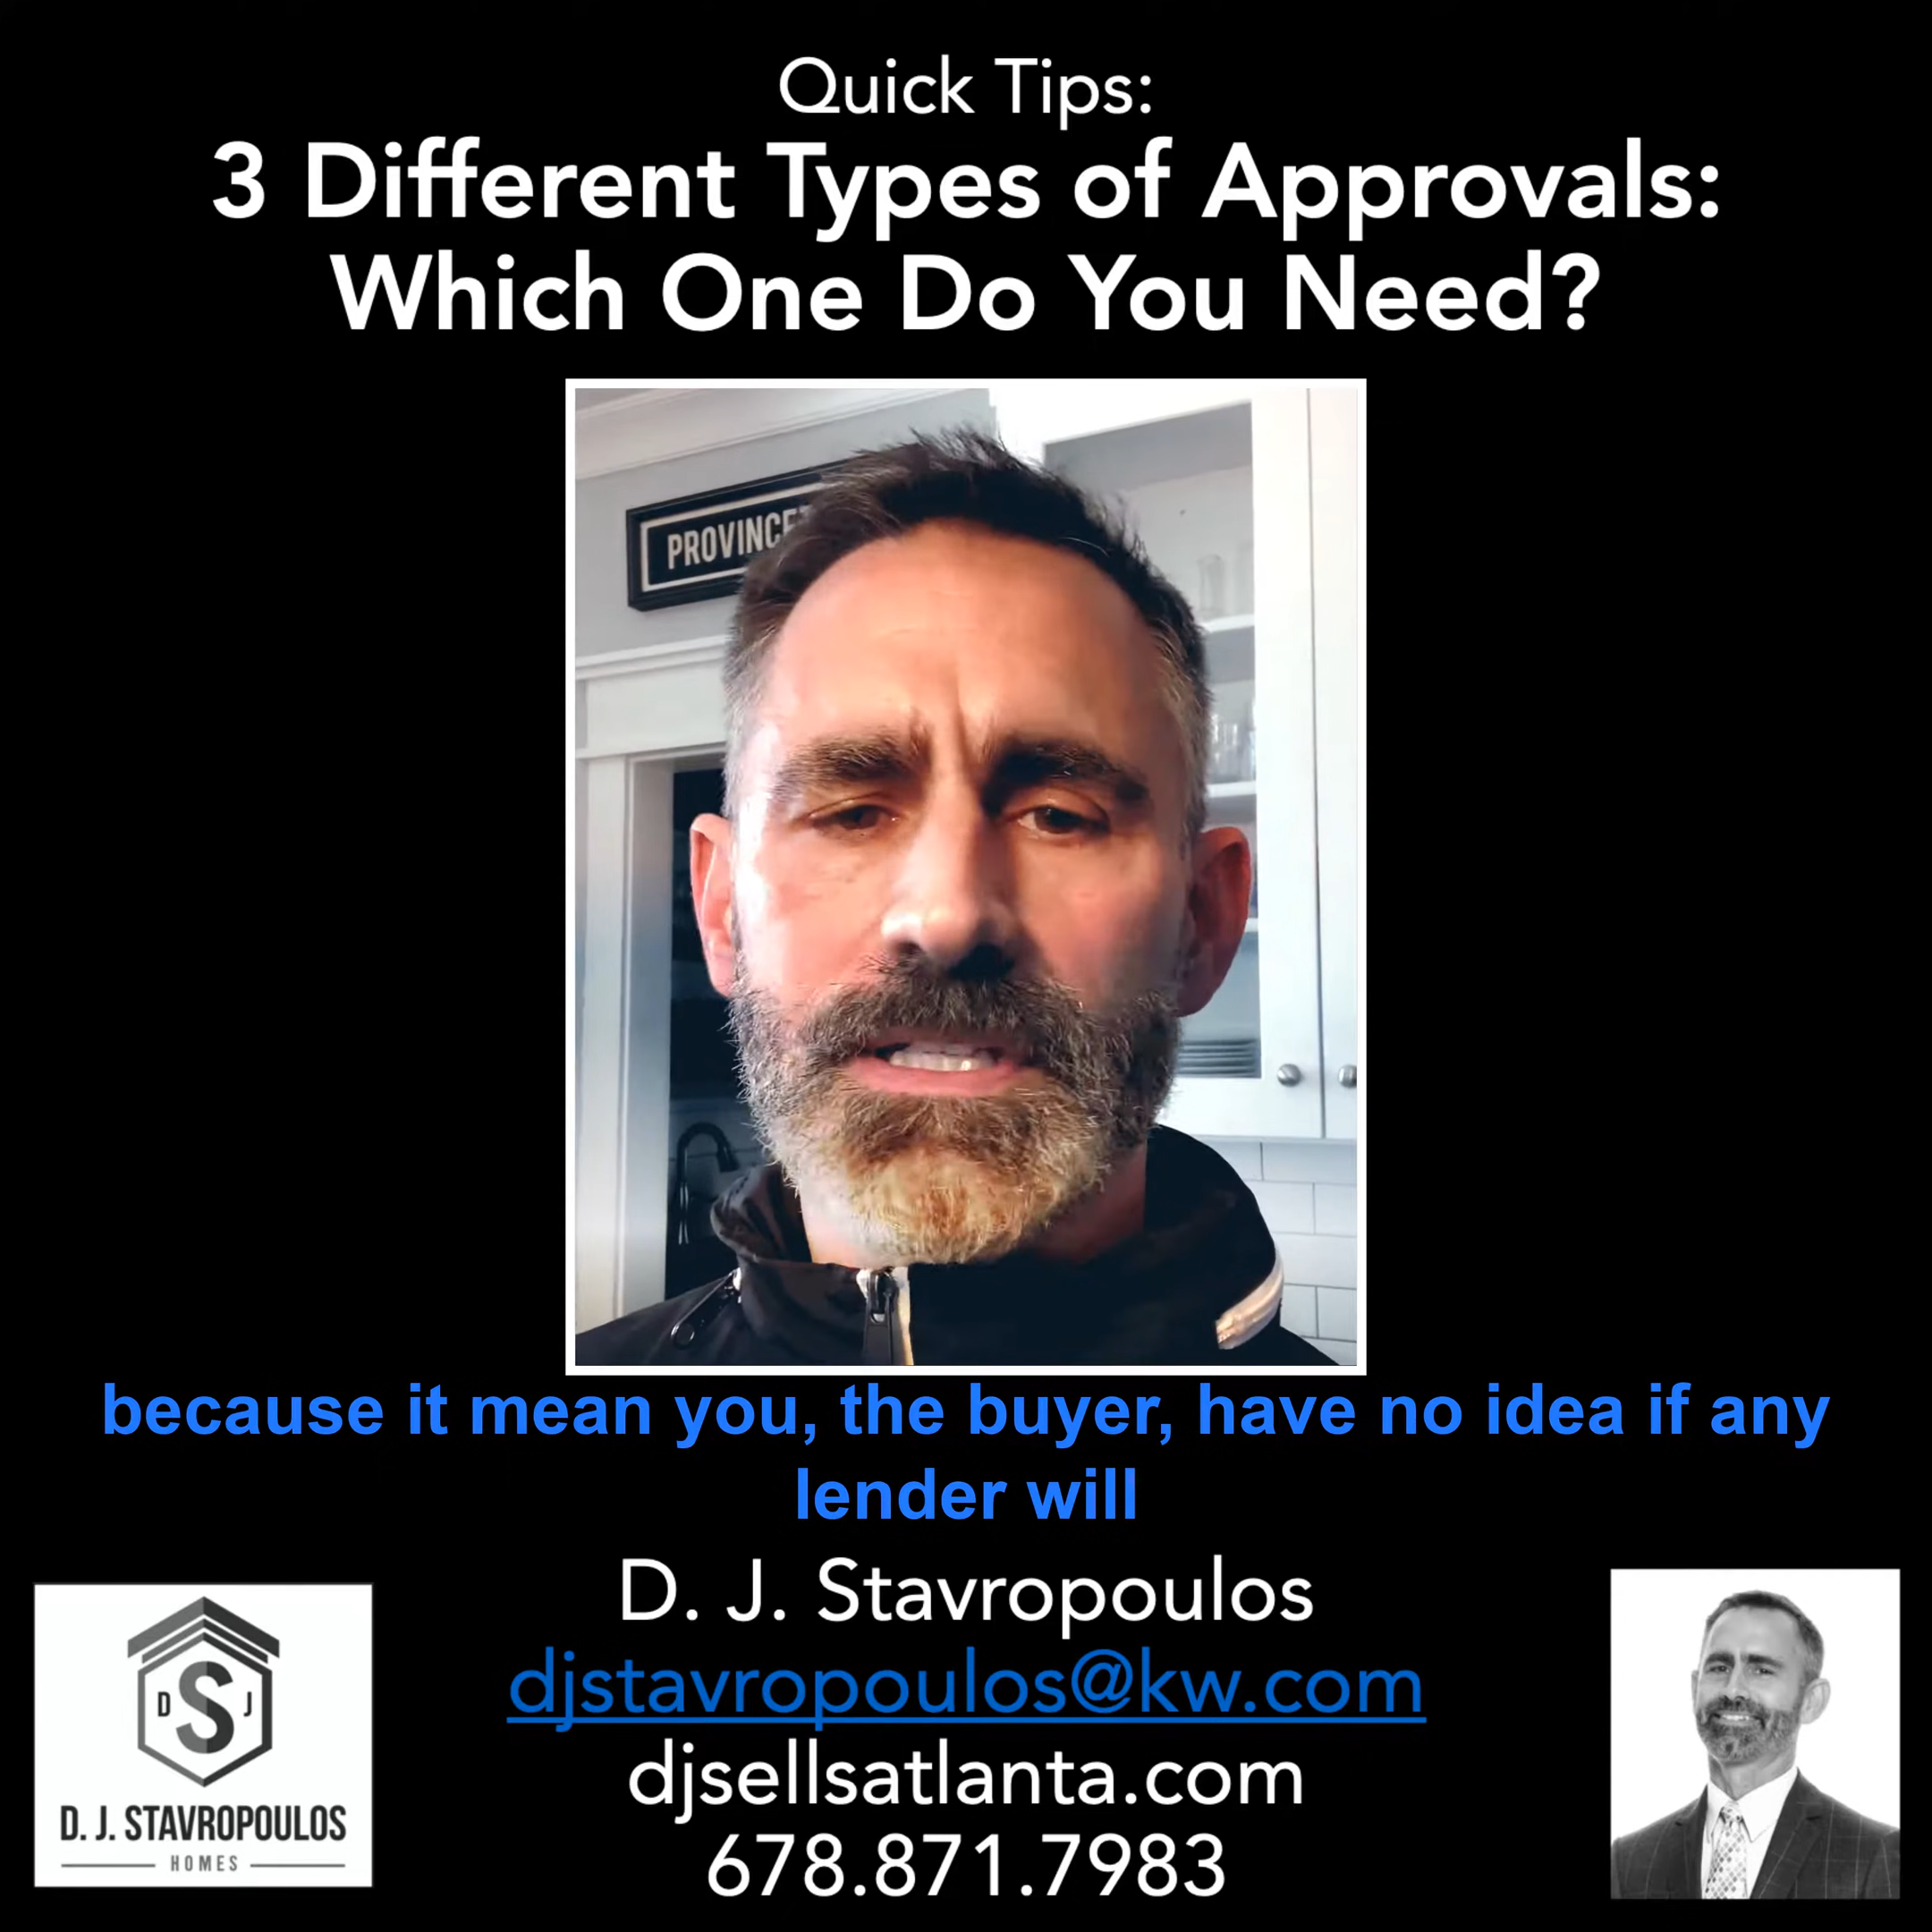 Quick Tips:
3 Different Types of Approvals:
Which One Do You Need?
PROVINCE
because it mean you, the buyer, have no idea if any
lender will
D. J. Stavropoulos
djstavropoulos@kw.com
djsellsatlanta.com
678.871.7983
D S J
D. J. STAVROPOULOS
HOMES